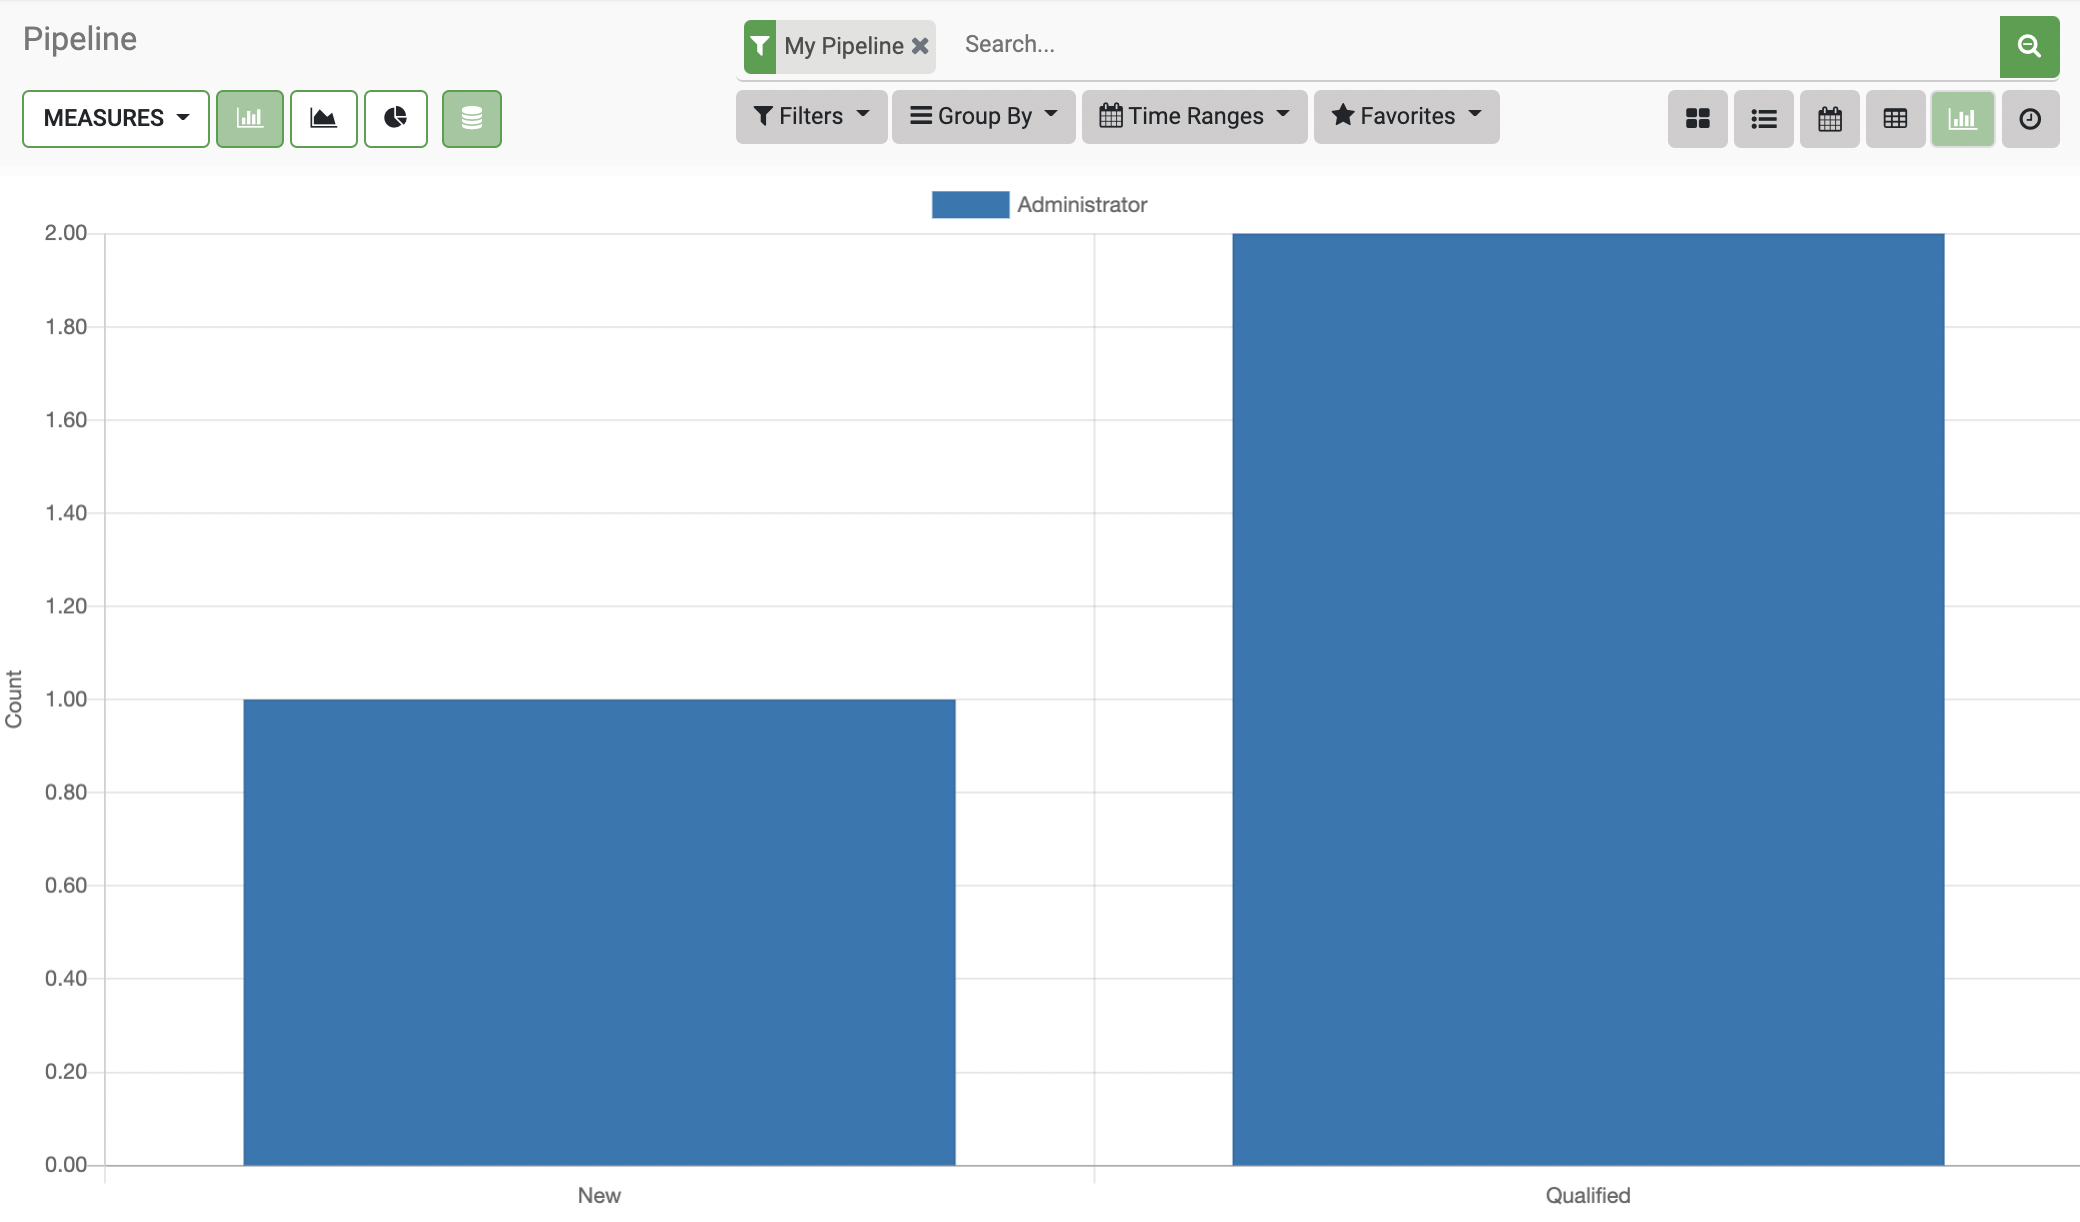 Pipeline
My Pipeline Search...
MEASURES Filters Group By Time Ranges Favorites
Administrator
2.00
1.80
1.60
1.40
1.20
1.00
0.80
0.60
0.40
0.20
0.00
Count
New Qualified